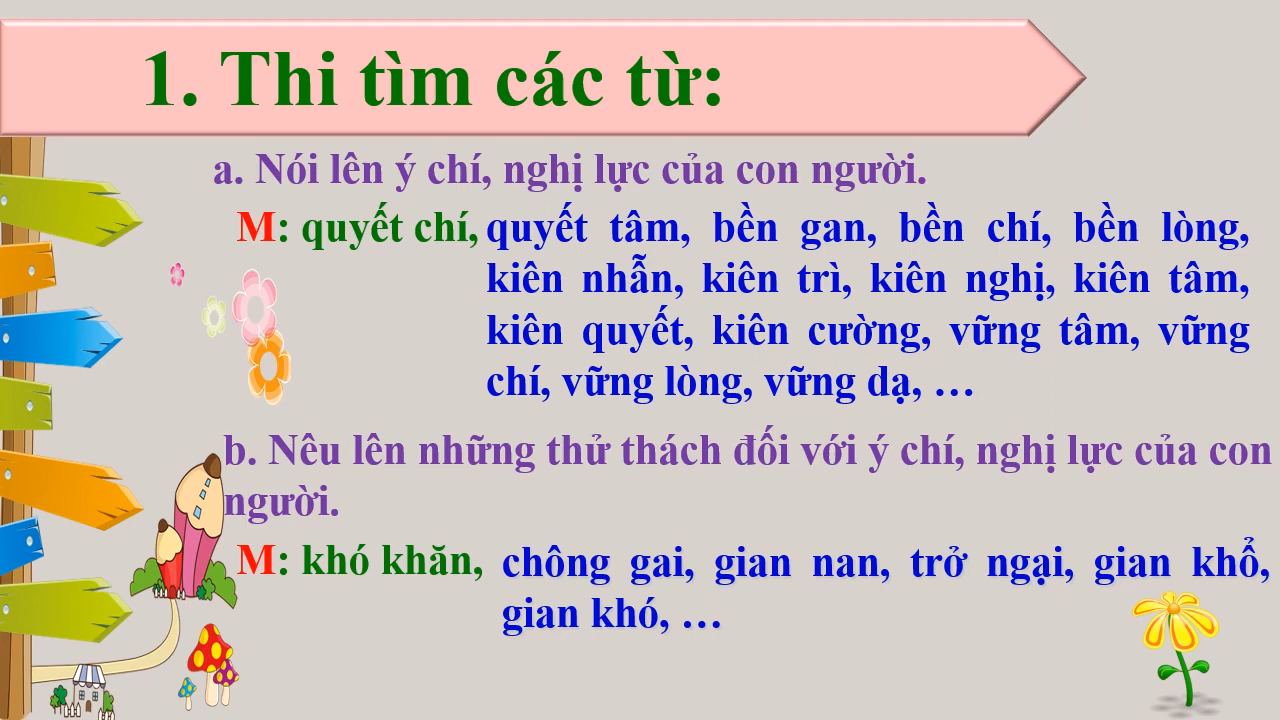 1. Thi tìm các từ:
a. Nói lên ý chí, nghị lực của con người.
M: quyết chí, quyết tâm, bền gan, bền chí, bền lòng,
kiên nhẫn, kiên trì, kiên nghị, kiên tâm,
kiên quyết, kiên cường, vững tâm, vững
chí, vững lòng, vững dạ, …
b. Nêu lên những thử thách đối với ý chí, nghị lực của con
người.
M: khó khăn, chông gai, gian nan, trở ngại, gian khổ,
gian khó, …